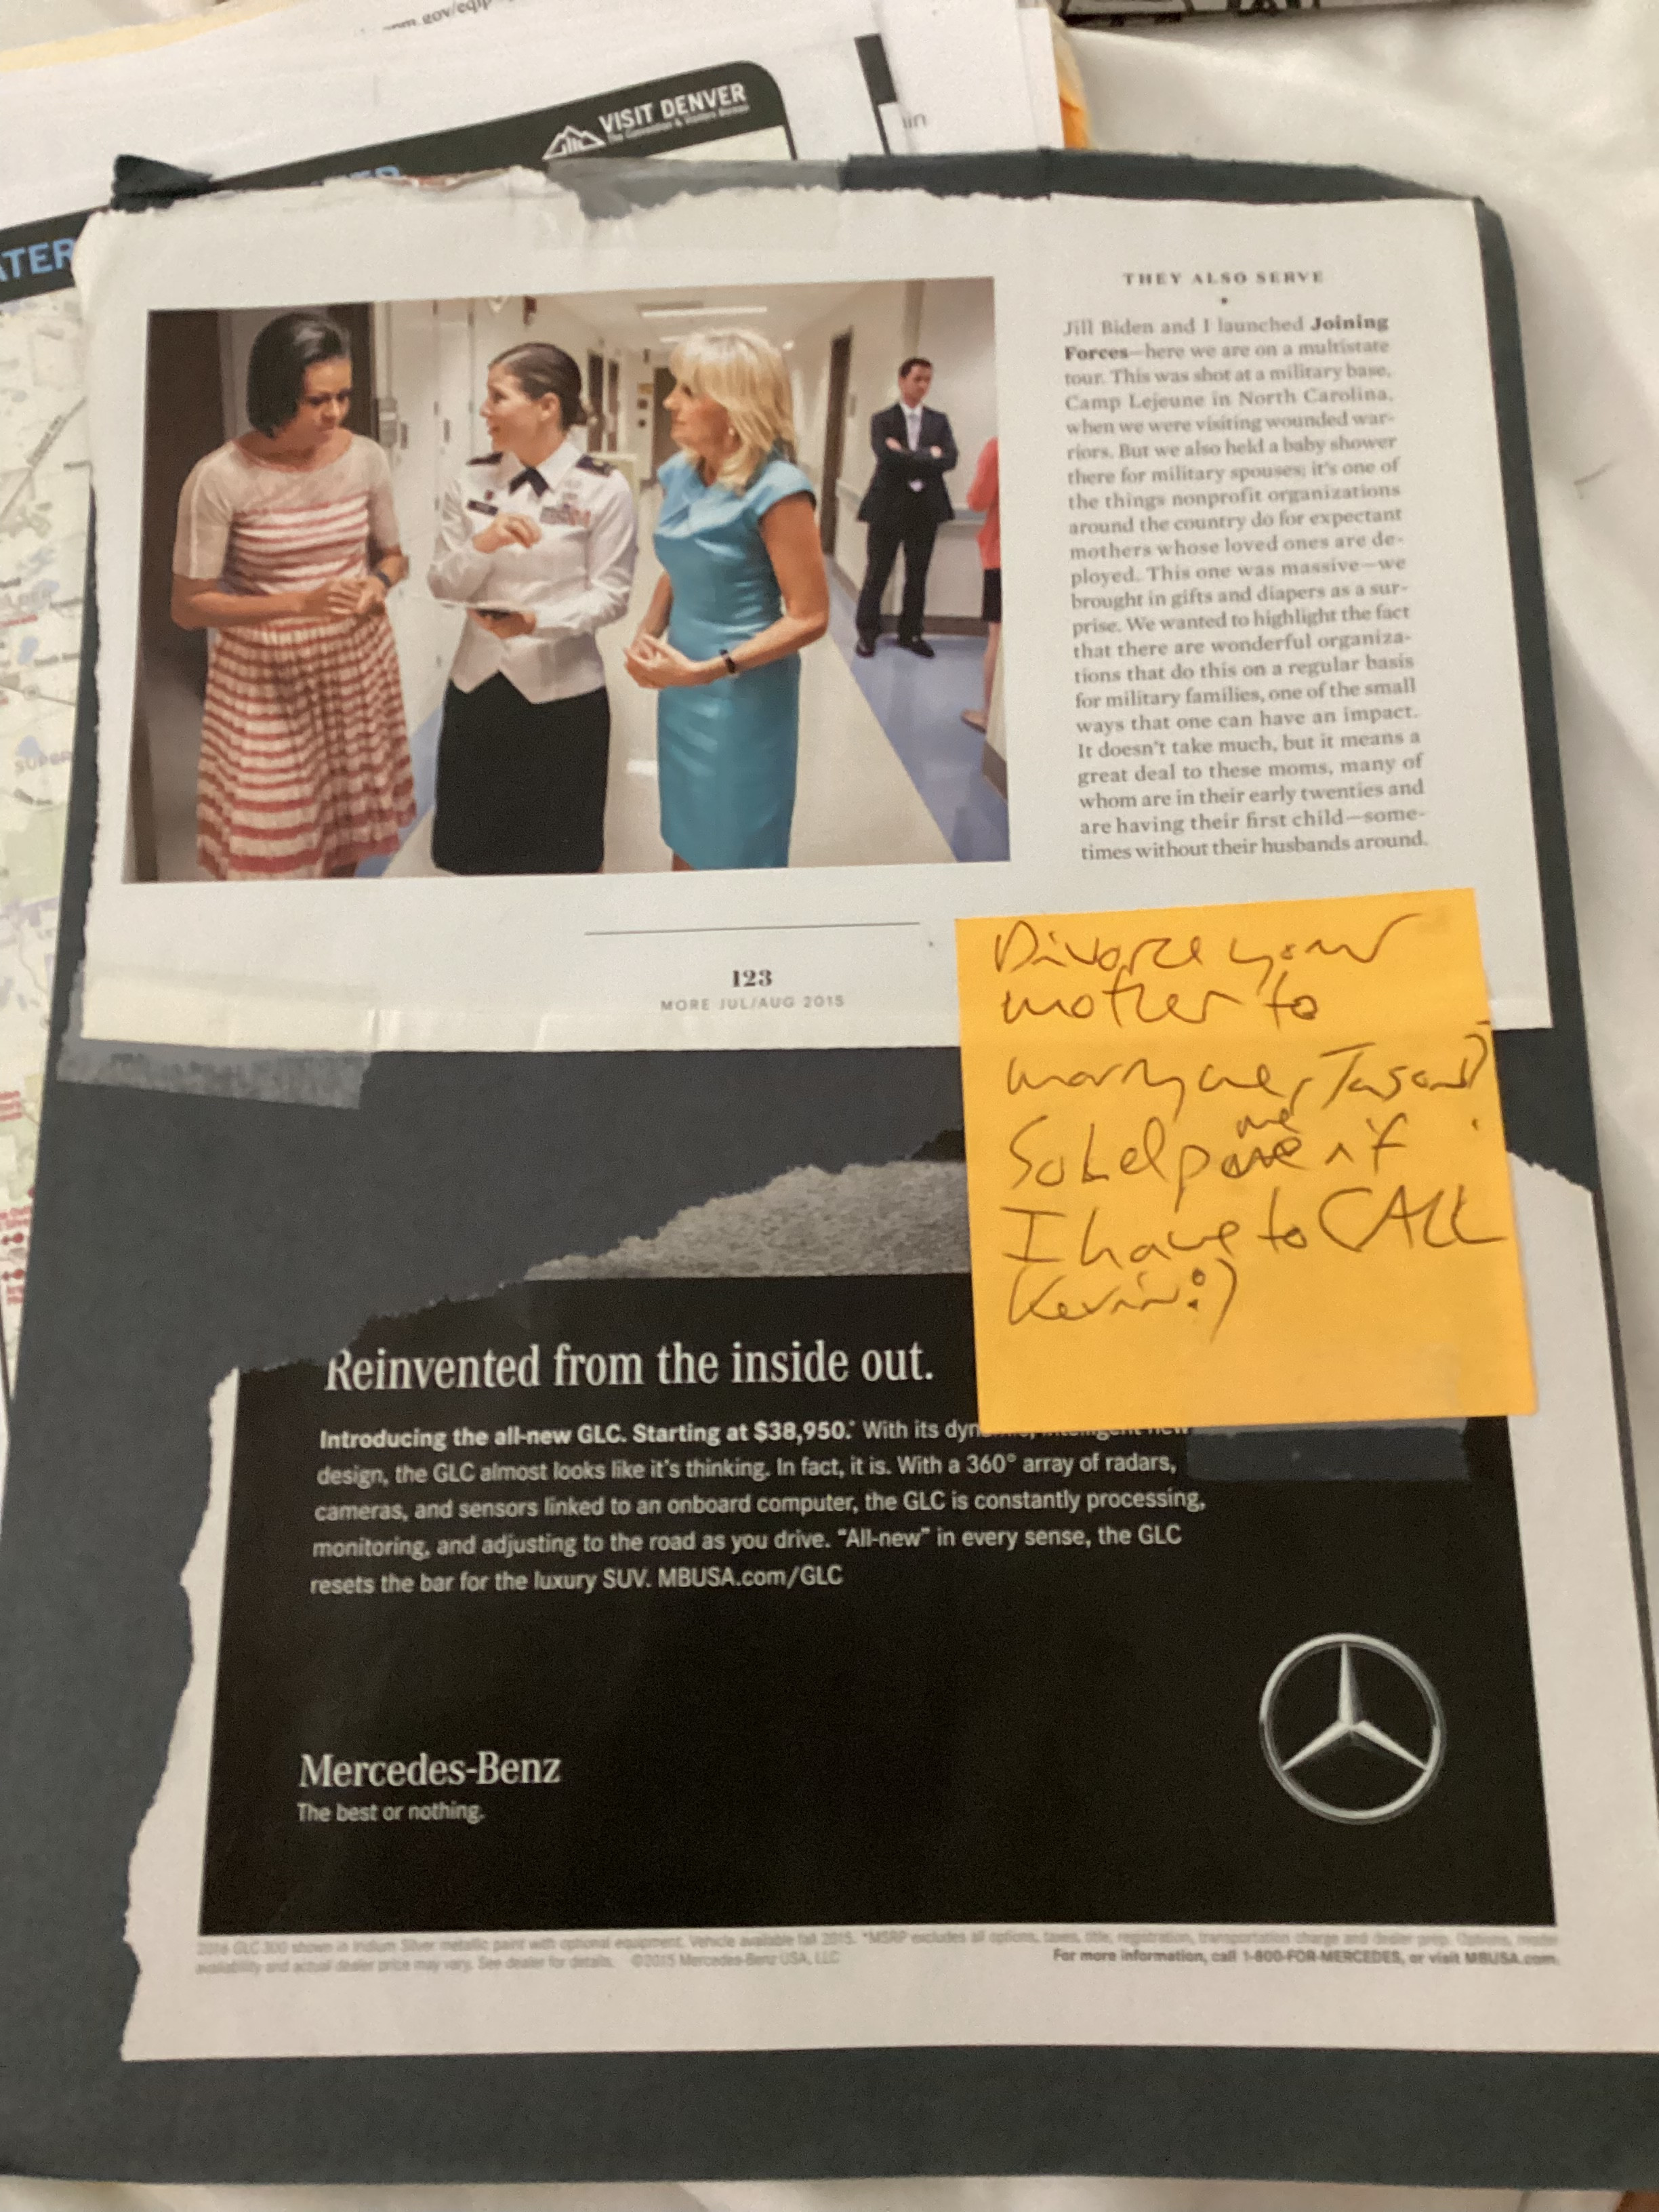 VISIT DENVER
The Convention & Visitors Bureau
THEY ALSO SERVE
Jill Biden and I launched Joining
Forces—here we are on a multistate
tour. This was shot at a military base,
Camp Lejeune in North Carolina,
when we were visiting wounded war-
riors. But we also held a baby shower
there for military spouses; it's one of
the things nonprofit organizations
around the country do for expectant
mothers whose loved ones are de-
ployed. This one was massive—we
brought in gifts and diapers as a sur-
prise. We wanted to highlight the fact
that there are wonderful organiza-
tions that do this on a regular basis
for military families, one of the small
ways that one can have an impact.
It doesn't take much, but it means a
great deal to these moms, many of
whom are in their early twenties and
are having their first child—some-
times without their husbands around.
123
MORE JUL/AUG 2015
Divorce your
mother to
marry me,
So help me if
I have to CALL
Kevin:)
Reinvented from the inside out.
Introducing the all-new GLC. Starting at $38,950.* With its
design, the GLC almost looks like it's thinking. In fact, it is. With a 360° array of radars,
cameras, and sensors linked to an onboard computer, the GLC is constantly processing,
monitoring, and adjusting to the road as you drive. "All-new" in every sense, the GLC
resets the bar for the luxury SUV. MBUSA.com/GLC
Mercedes-Benz
The best or nothing.
2016 GLC 300 shown in Iridium Silver metallic paint with optional equipment. Vehicle available fall 2015. *MSRP excludes all options, taxes, title, registration, transportation charge and dealer prep. Options, model
availability and actual dealer price may vary. See dealer for details. ©2015 Mercedes-Benz USA, LLC
For more information, call 1-800-FOR-MERCEDES, or visit MBUSA.com.